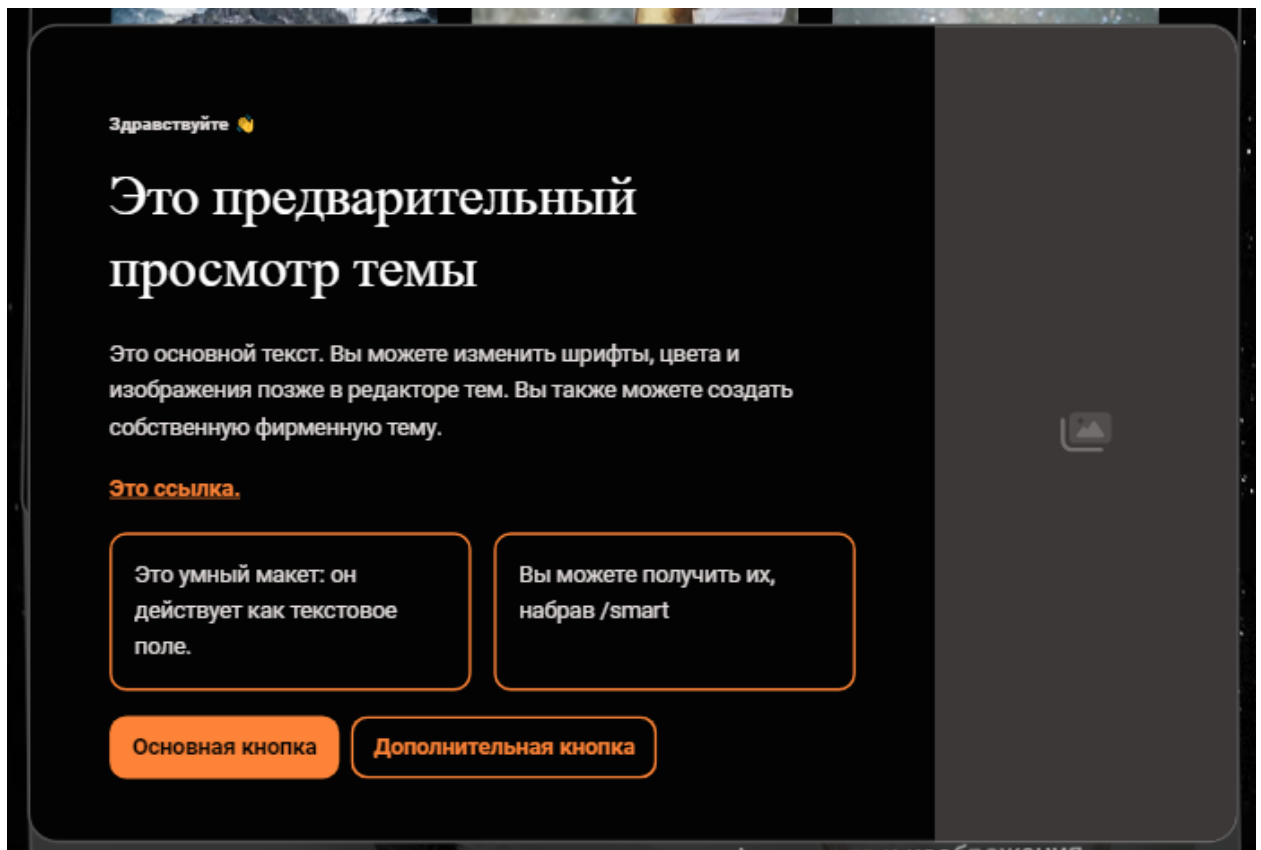 Здравствуйте 👋
Это предварительный
просмотр темы
Это основной текст. Вы можете изменить шрифты, цвета и
изображения позже в редакторе тем. Вы также можете создать
собственную фирменную тему.
Это ссылка.
Это умный макет: он
действует как текстовое
поле.
Вы можете получить их,
набрав /smart
Основная кнопка
Дополнительная кнопка